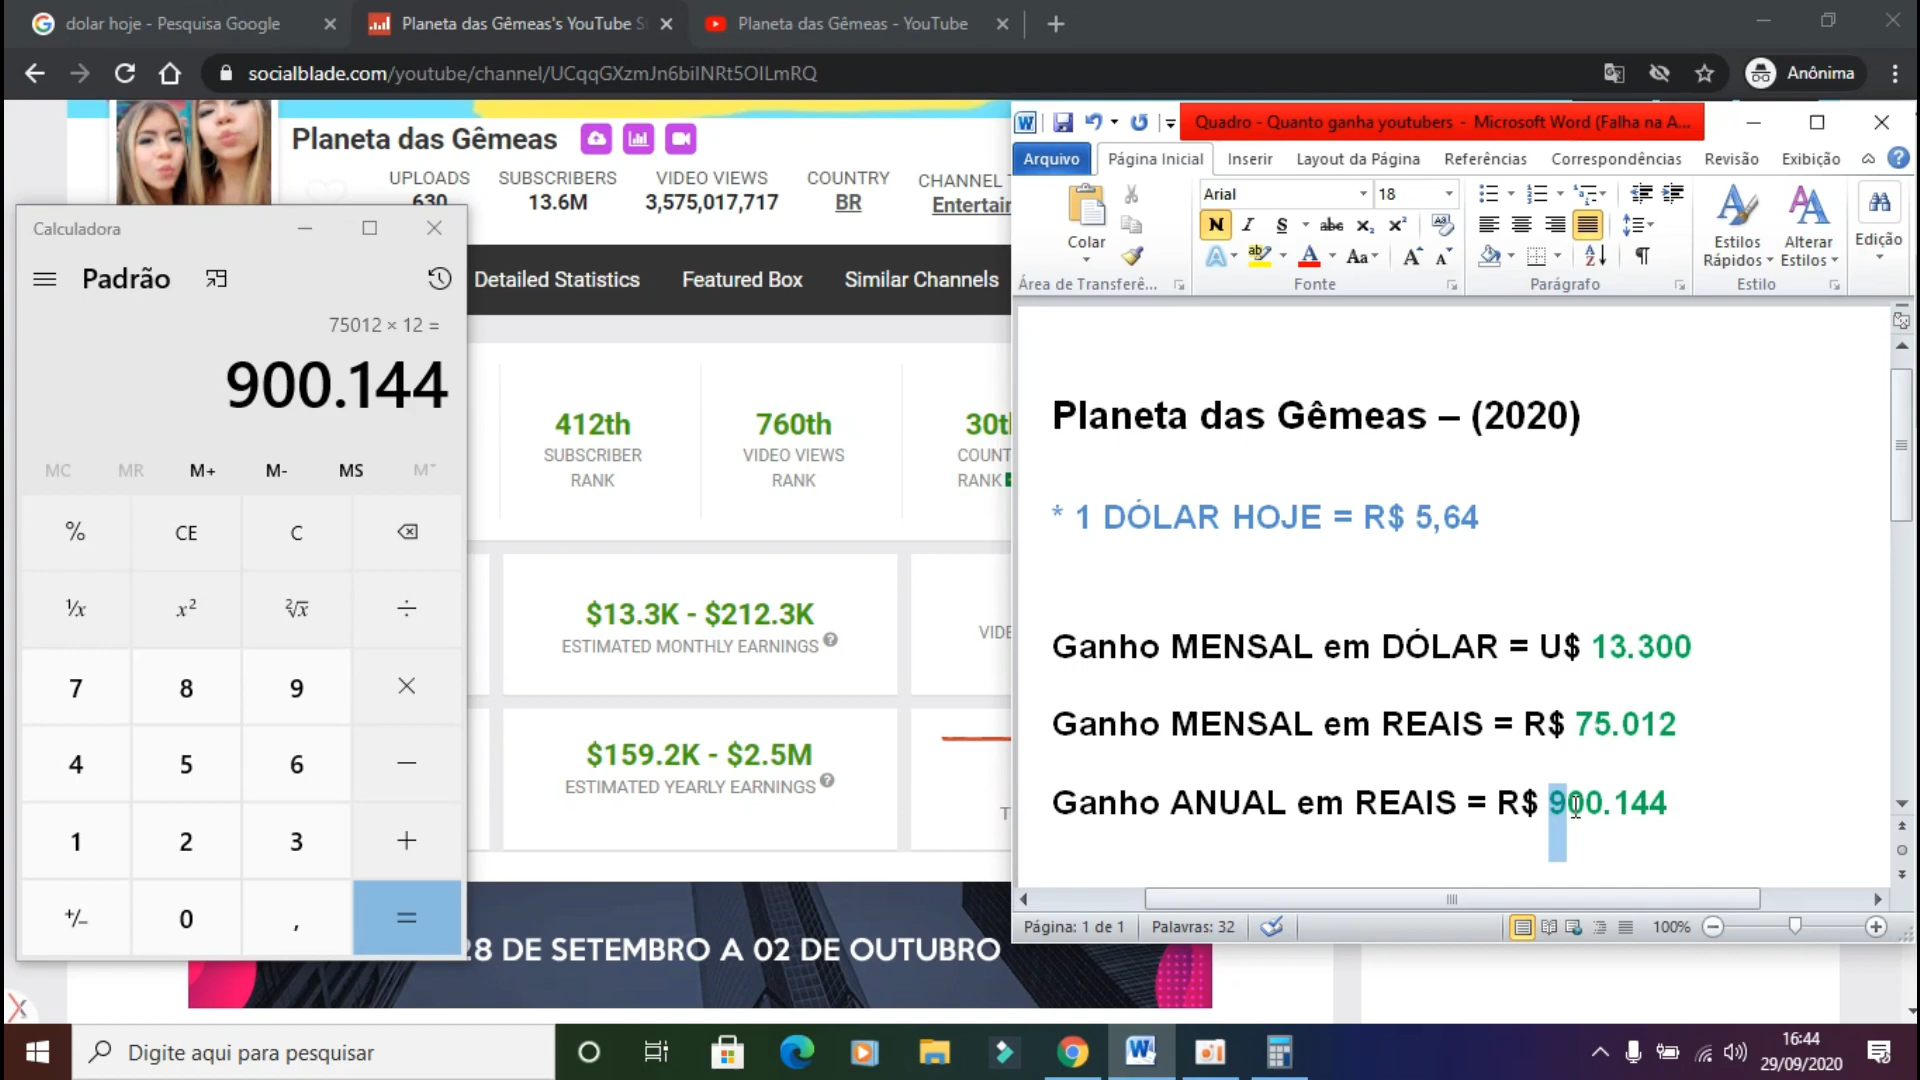 dolar hoje - Pesquisa Google
Planeta das Gêmeas's YouTube S
Planeta das Gêmeas - YouTube
socialblade.com/youtube/channel/UCqqGXzmJn6biINRt5OILmRQ
Anônima
Planeta das Gêmeas
UPLOADS
630
SUBSCRIBERS
13.6M
VIDEO VIEWS
3,575,017,717
COUNTRY
BR
CHANNEL
Entertain
Detailed Statistics
Featured Box
Similar Channels
412th
SUBSCRIBER
RANK
760th
VIDEO VIEWS
RANK
30th
COUNT
RANK
$13.3K - $212.3K
ESTIMATED MONTHLY EARNINGS
VIDE
$159.2K - $2.5M
ESTIMATED YEARLY EARNINGS
T
28 DE SETEMBRO A 02 DE OUTUBRO
Calculadora
Padrão
75012 × 12 =
900.144
MC MR M+ M- MS M˅
% CE C
¹/x x² ²√x ÷
7 8 9 ×
4 5 6 −
1 2 3 +
+/− 0 , =
Quadro - Quanto ganha youtubers - Microsoft Word (Falha na A...
Arquivo
Página Inicial
Inserir
Layout da Página
Referências
Correspondências
Revisão
Exibição
Colar
Área de Transferê...
Arial
18
N I S abc x₂ x²
A ab A Aa A A
Fonte
Parágrafo
Estilos
Rápidos
Alterar
Estilos
Estilo
Edição
Planeta das Gêmeas – (2020)
* 1 DÓLAR HOJE = R$ 5,64
Ganho MENSAL em DÓLAR = U$ 13.300
Ganho MENSAL em REAIS = R$ 75.012
Ganho ANUAL em REAIS = R$ 900.144
Página: 1 de 1
Palavras: 32
100%
Digite aqui para pesquisar
16:44
29/09/2020